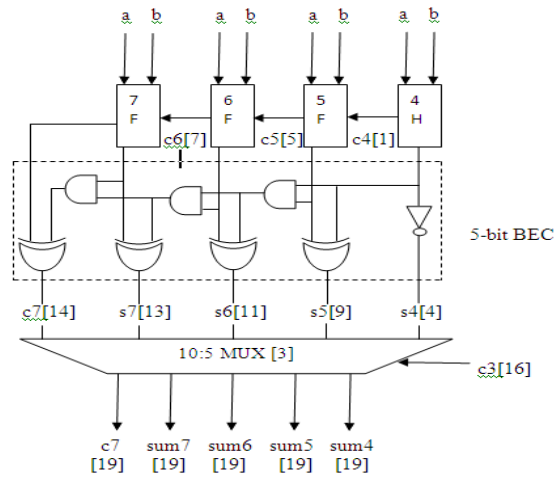 a b a b a b a b
7 6 5 4
F F F H
c6[7] c5[5] c4[1]
5-bit BEC
c7[14] s7[13] s6[11] s5[9] s4[4]
10:5 MUX [3]
c3[16]
c7 sum7 sum6 sum5 sum4
[19] [19] [19] [19] [19]